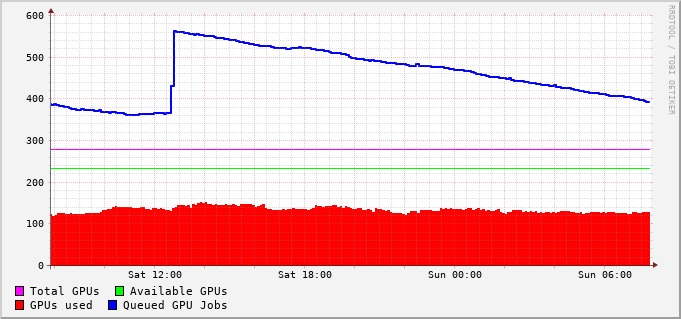 600
500
400
300
200
100
0
Sat 12:00 Sat 18:00 Sun 00:00 Sun 06:00
Total GPUs Available GPUs
GPUs used Queued GPU Jobs
RRDTOOL / TOBI OETIKER